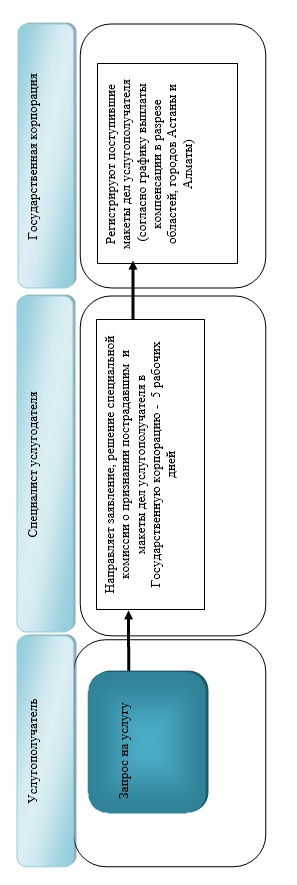 Услугополучатель
Специалист услугодателя
Государственная корпорация
Запрос на услугу
Направляет заявление, решение специальной
комиссии о признании пострадавшим и
макеты дел услугополучателя в
Государственную корпорацию - 5 рабочих
дней
Регистрируют поступившие
макеты дел услугополучателя
(согласно графику выплаты
компенсации в разрезе
областей, городов Астаны и
Алматы)